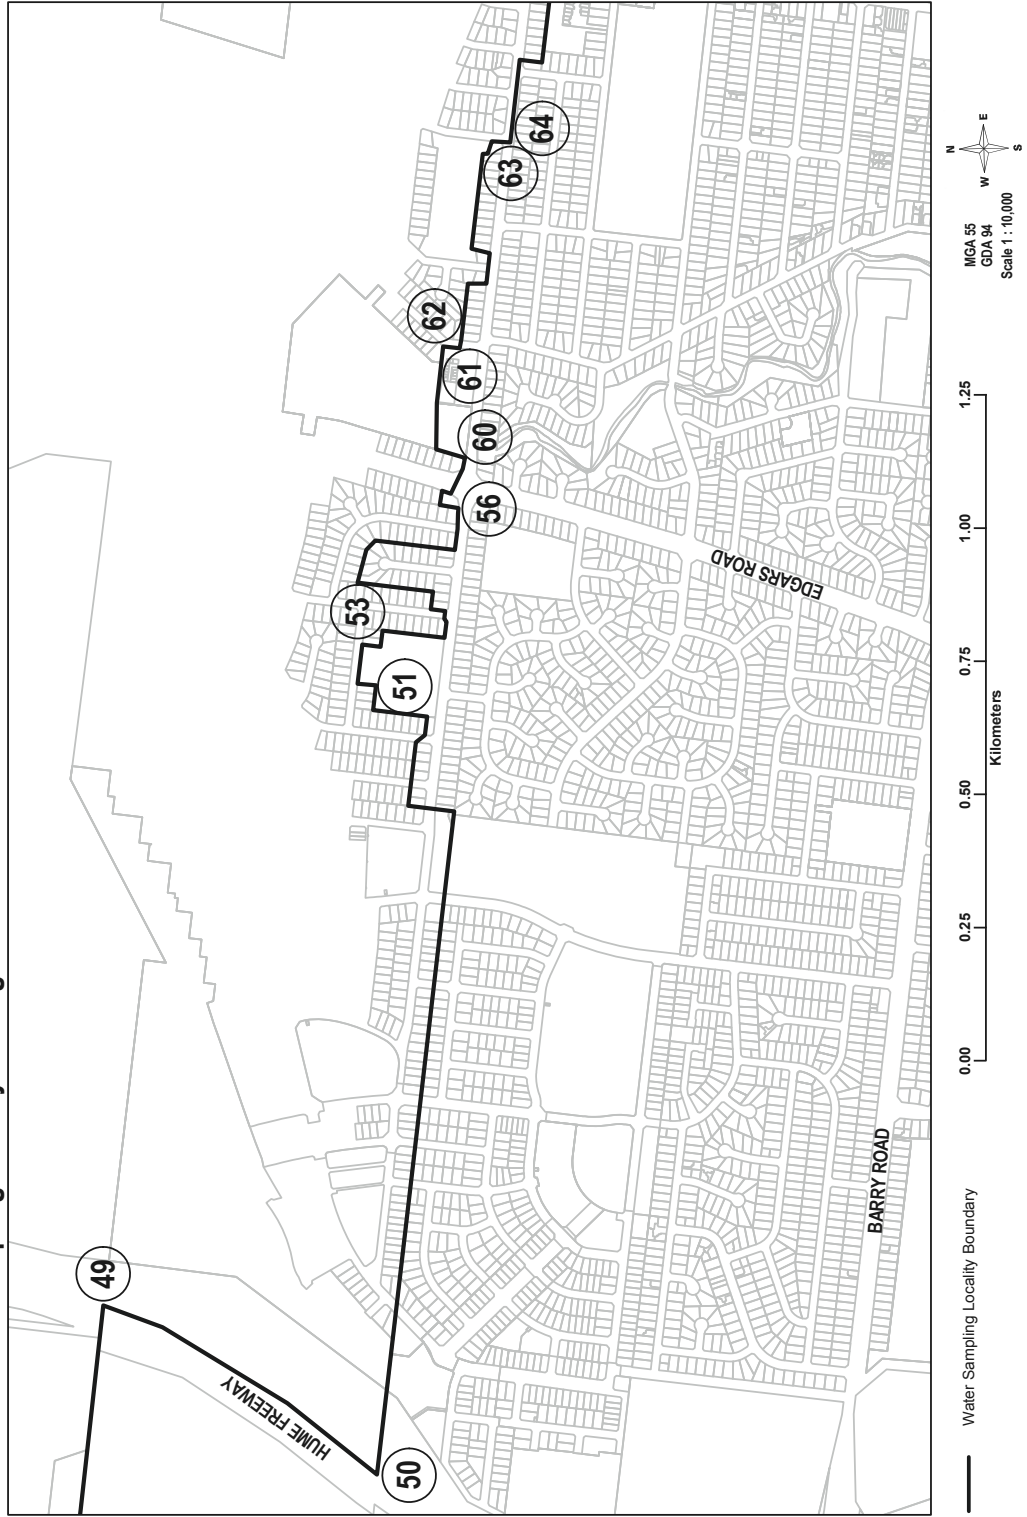 49
50
51
53
56
60
61
62
63
64
HUME FREEWAY
EDGARS ROAD
BARRY ROAD
Water Sampling Locality Boundary
0.00 0.25 0.50 0.75 1.00 1.25
Kilometers
MGA 55
GDA 94
Scale 1 : 10,000
N
W E
S